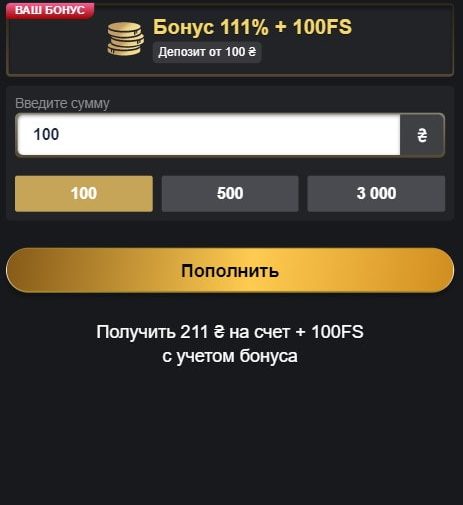 ВАШ БОНУС
Бонус 111% + 100FS
Депозит от 100 ₴
Введите сумму
100 ₴
100 500 3 000
Пополнить
Получить 211 ₴ на счет + 100FS
с учетом бонуса